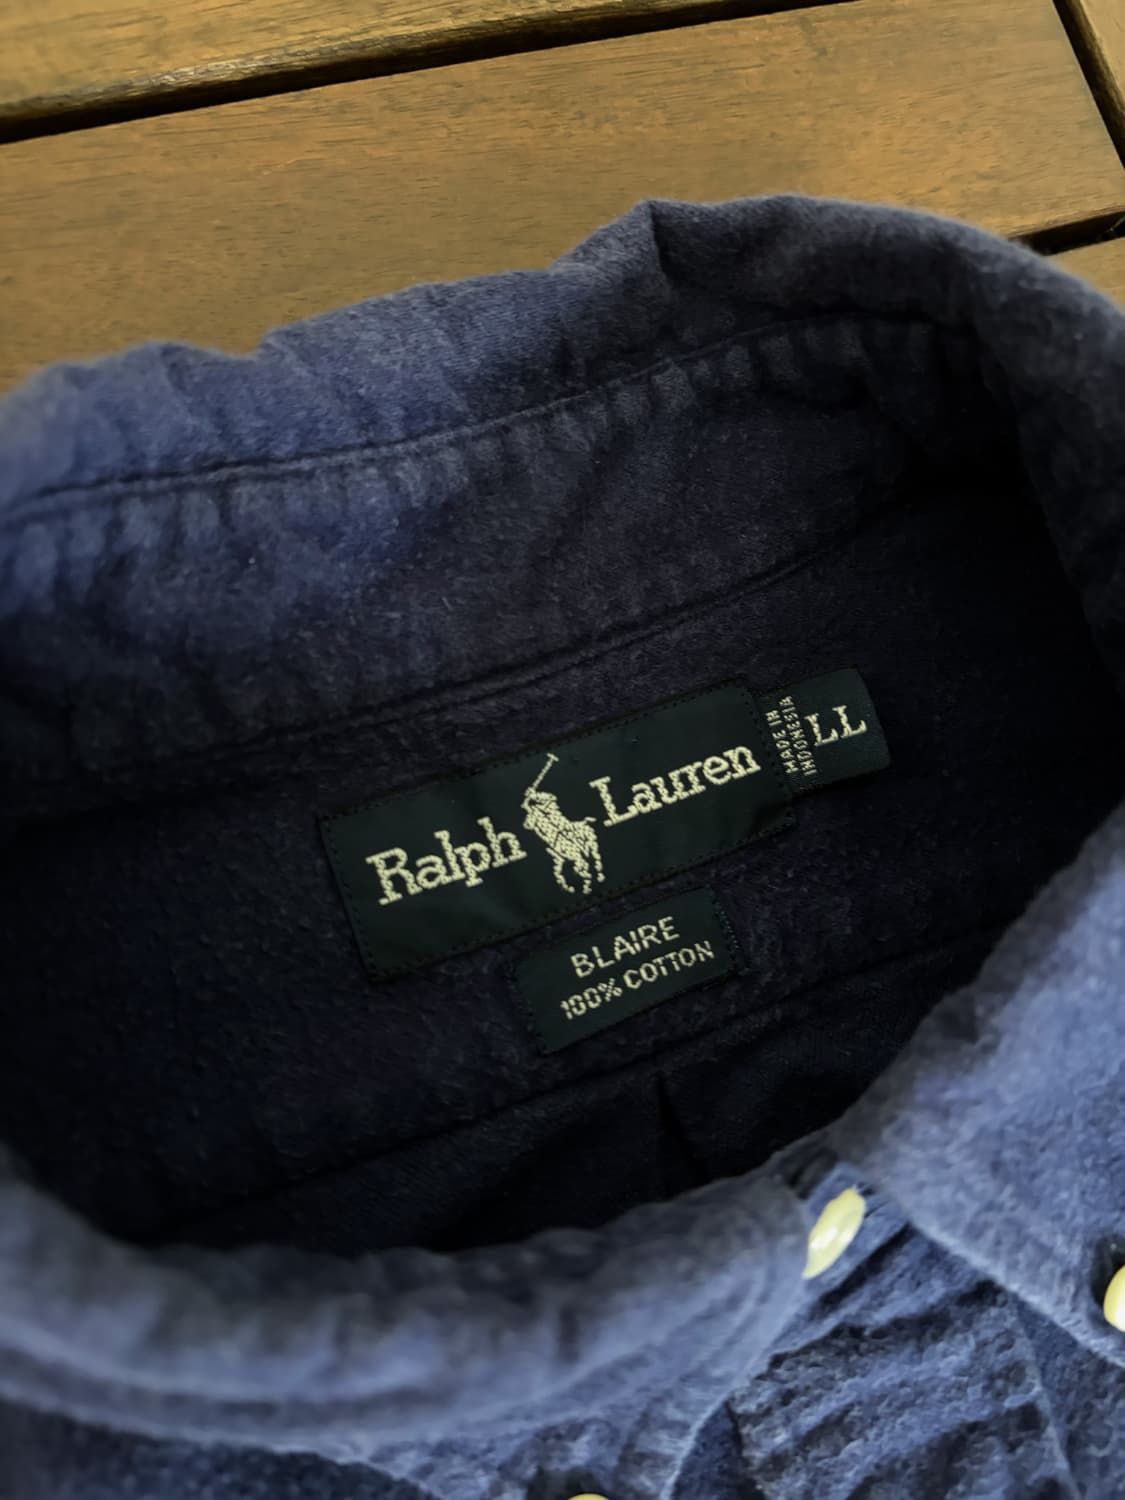 Ralph Lauren
MADE IN
INDONESIA
LL
BLAIRE
100% COTTON